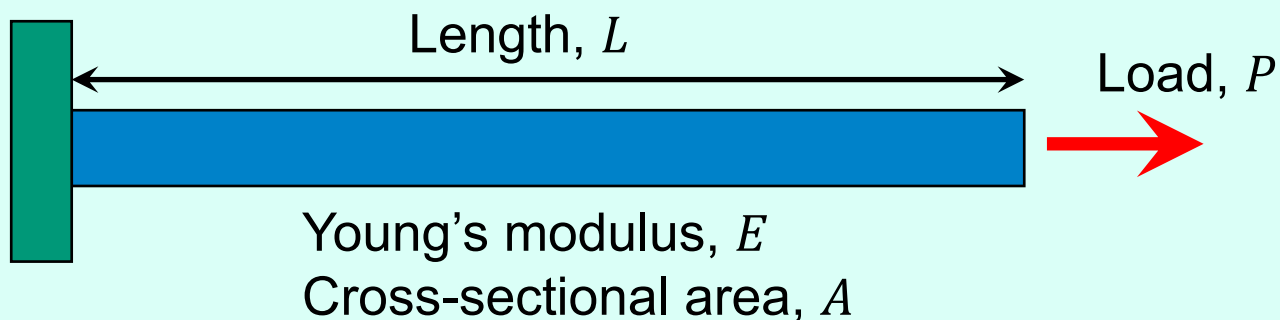 Length, L
Load, P
Young’s modulus, E
Cross-sectional area, A